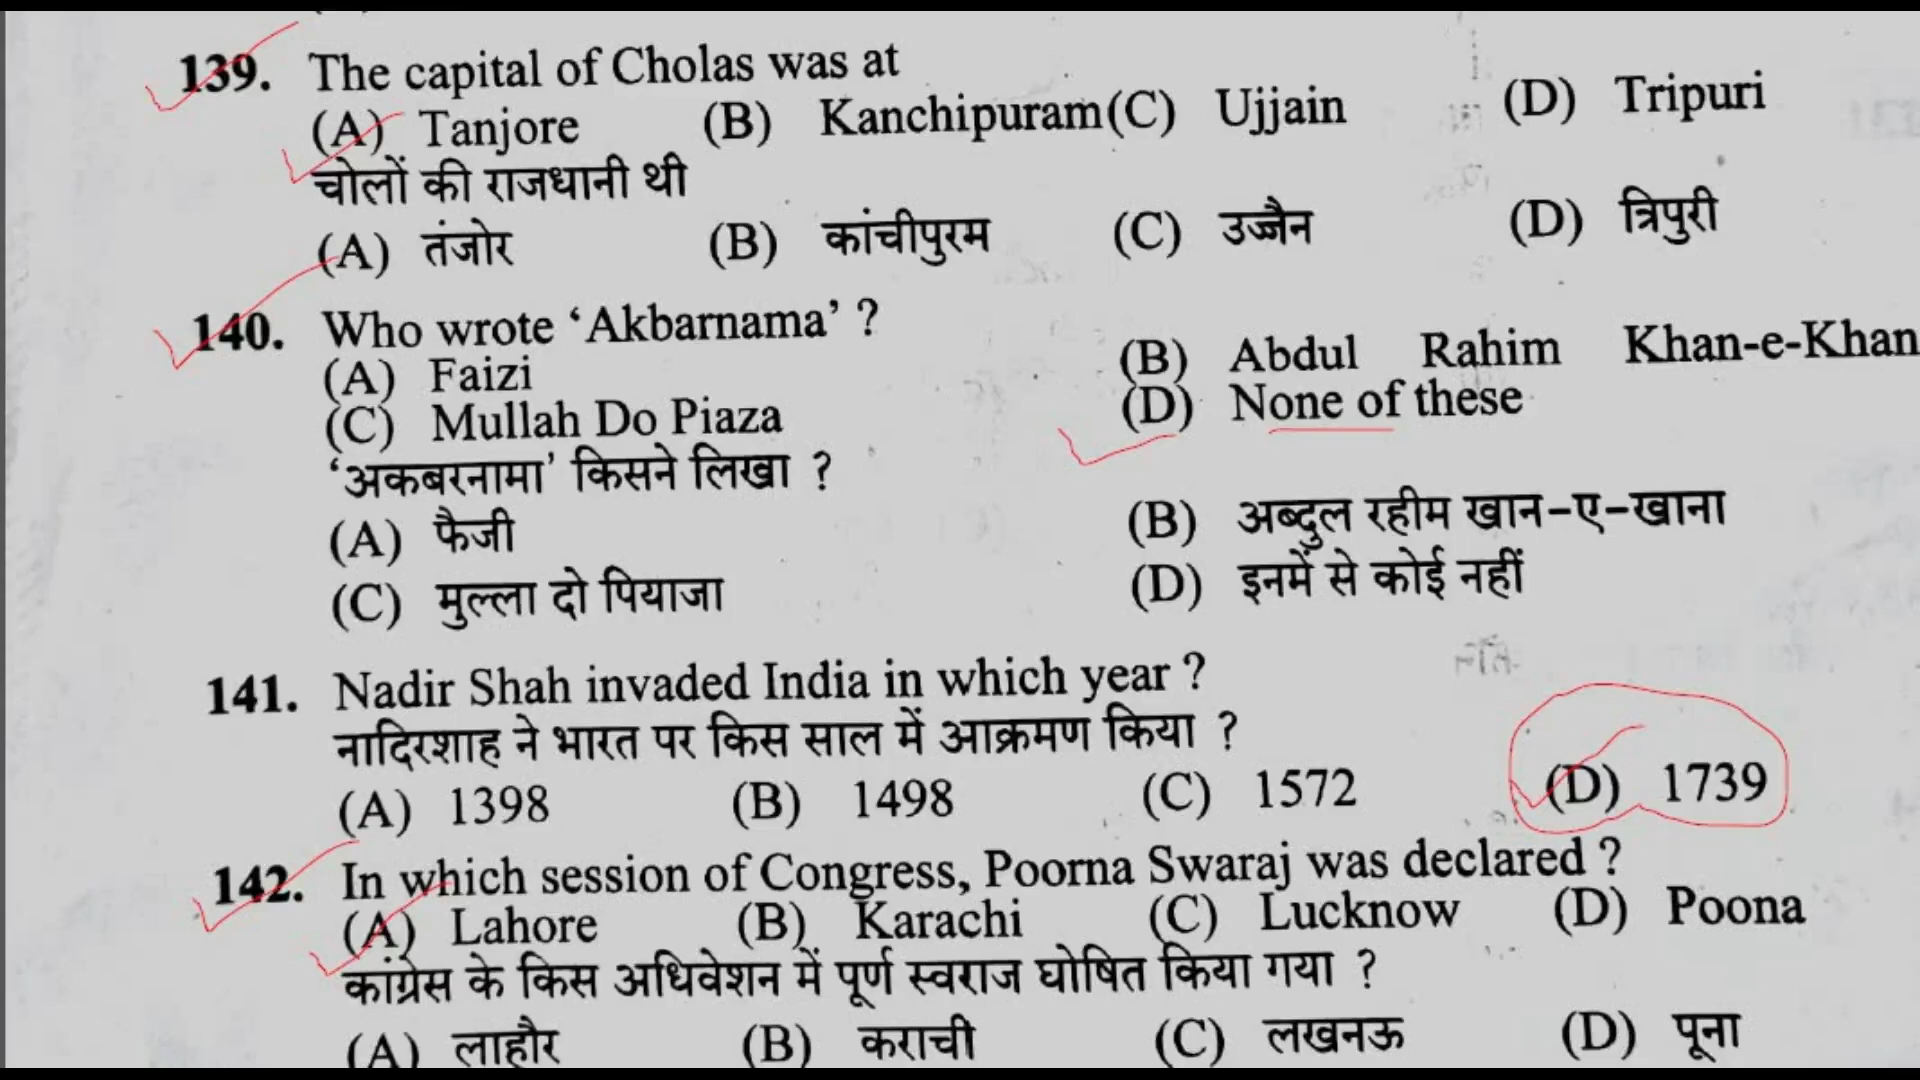 139. The capital of Cholas was at
(A) Tanjore (B) Kanchipuram (C) Ujjain (D) Tripuri
चोलों की राजधानी थी
(A) तंजोर (B) कांचीपुरम (C) उज्जैन (D) त्रिपुरी
140. Who wrote ‘Akbarnama’ ?
(A) Faizi (B) Abdul Rahim Khan-e-Khan
(C) Mullah Do Piaza (D) None of these
‘अकबरनामा’ किसने लिखा ?
(A) फैजी (B) अब्दुल रहीम खान-ए-खाना
(C) मुल्ला दो पियाजा (D) इनमें से कोई नहीं
141. Nadir Shah invaded India in which year ?
नादिरशाह ने भारत पर किस साल में आक्रमण किया ?
(A) 1398 (B) 1498 (C) 1572 (D) 1739
142. In which session of Congress, Poorna Swaraj was declared ?
(A) Lahore (B) Karachi (C) Lucknow (D) Poona
कांग्रेस के किस अधिवेशन में पूर्ण स्वराज घोषित किया गया ?
(A) लाहौर (B) कराची (C) लखनऊ (D) पूना